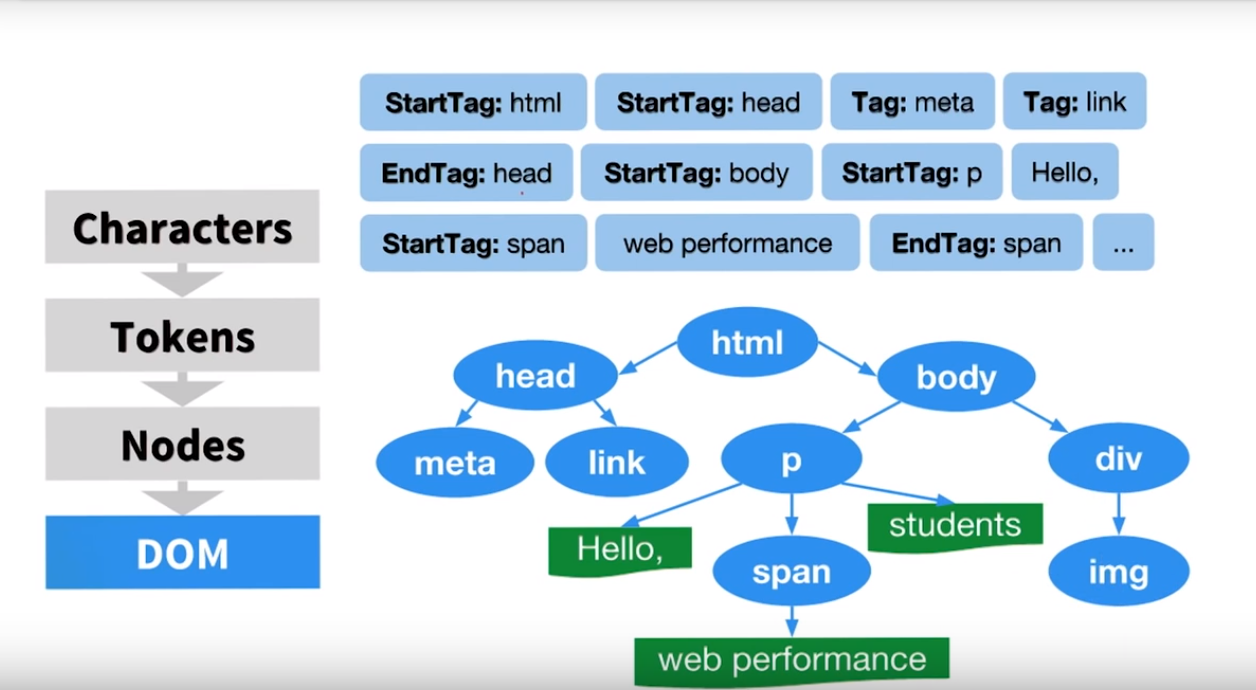 StartTag: html StartTag: head Tag: meta Tag: link
EndTag: head StartTag: body StartTag: p Hello,
StartTag: span web performance EndTag: span ...
Characters
Tokens
Nodes
DOM
html
head body
meta link p div
Hello, students
span img
web performance